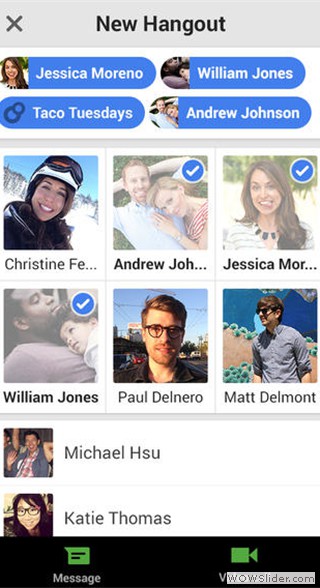 New Hangout
Jessica Moreno William Jones
Taco Tuesdays Andrew Johnson
Christine Fe... Andrew Joh... Jessica Mor...
William Jones Paul Delnero Matt Delmont
Michael Hsu
Katie Thomas
Message
WOWSlider.com